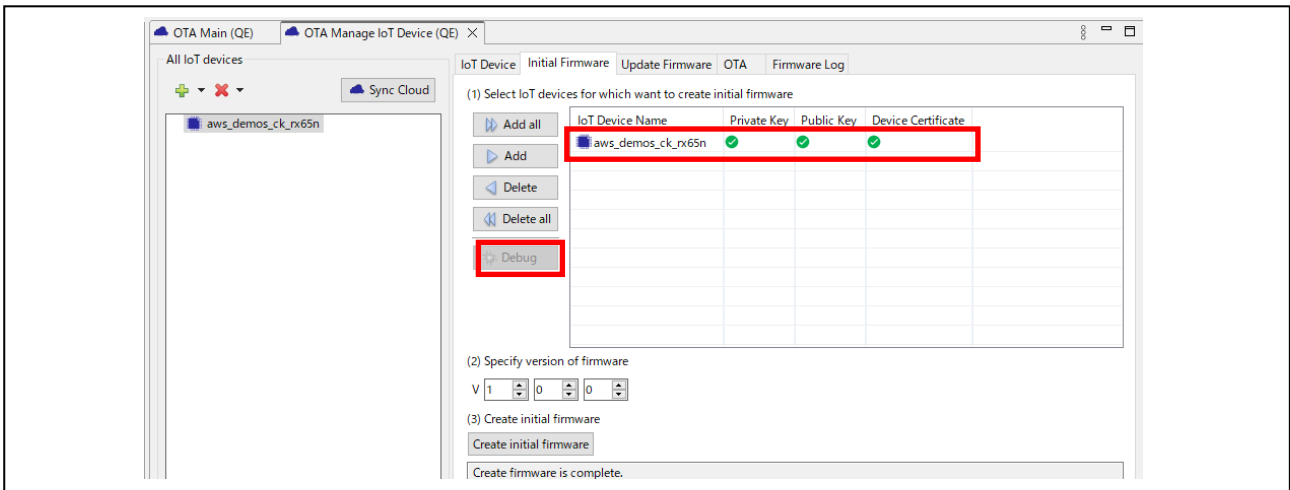 OTA Main (QE) OTA Manage IoT Device (QE)
All IoT devices
Sync Cloud
aws_demos_ck_rx65n
IoT Device Initial Firmware Update Firmware OTA Firmware Log
(1) Select IoT devices for which want to create initial firmware
Add all
Add
Delete
Delete all
Debug
IoT Device Name Private Key Public Key Device Certificate
aws_demos_ck_rx65n
(2) Specify version of firmware
V 1 0 0
(3) Create initial firmware
Create initial firmware
Create firmware is complete.